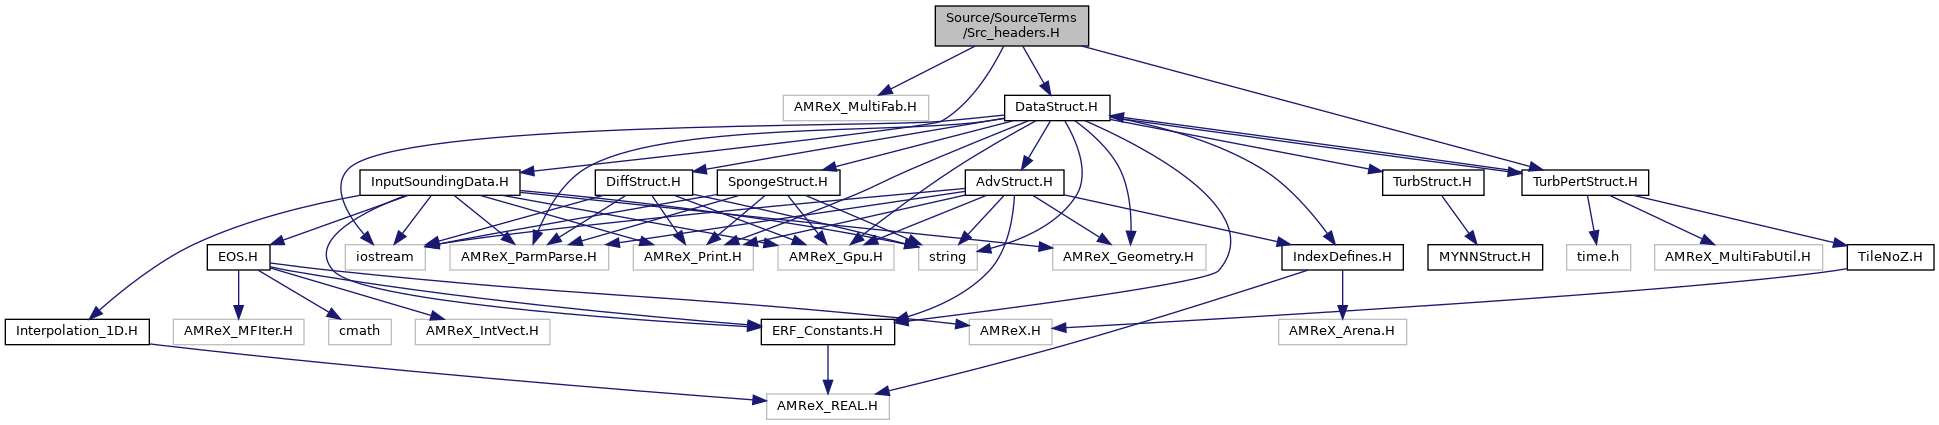 Source/SourceTerms
/Src_headers.H
AMReX_MultiFab.H
DataStruct.H
InputSoundingData.H
DiffStruct.H
SpongeStruct.H
AdvStruct.H
TurbStruct.H
TurbPertStruct.H
EOS.H
iostream
AMReX_ParmParse.H
AMReX_Print.H
AMReX_Gpu.H
string
AMReX_Geometry.H
IndexDefines.H
MYNNStruct.H
time.h
AMReX_MultiFabUtil.H
TileNoZ.H
Interpolation_1D.H
AMReX_MFIter.H
cmath
AMReX_IntVect.H
ERF_Constants.H
AMReX.H
AMReX_Arena.H
AMReX_REAL.H